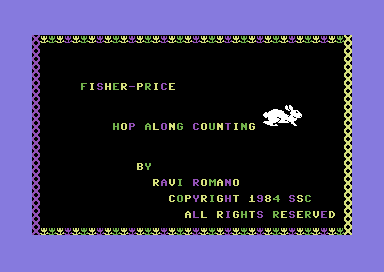 FISHER-PRICE
HOP ALONG COUNTING
BY
RAVI ROMANO
COPYRIGHT 1984 SSC
ALL RIGHTS RESERVED